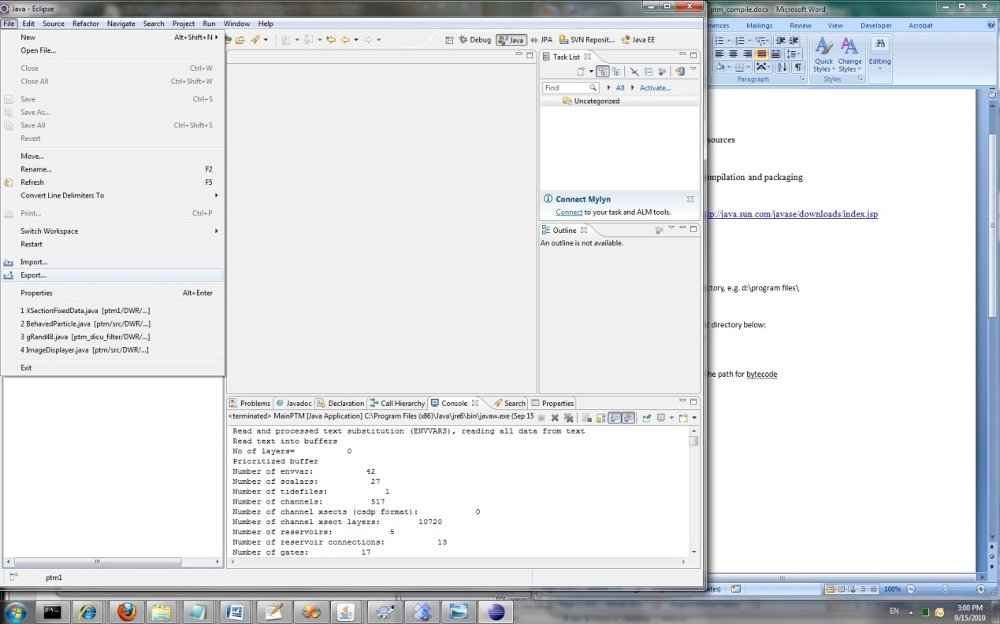 Java - Eclipse
ptm_compile.docx - Microsoft Word
File Edit Source Refactor Navigate Search Project Run Window Help
erences Mailings Review View Developer Acrobat
New Alt+Shift+N
Open File...
Close Ctrl+W
Close All Ctrl+Shift+W
Save Ctrl+S
Save As...
Save All Ctrl+Shift+S
Revert
Move...
Rename... F2
Refresh F5
Convert Line Delimiters To
Print... Ctrl+P
Switch Workspace
Restart
Import...
Export...
Properties Alt+Enter
1 XSectionFixedData.java [ptm1/DWR/...]
2 BehavedParticle.java [ptm/src/DWR/...]
3 gRand48.java [ptm_dicu_filter/DWR/...]
4 ImageDisplayer.java [ptm/src/DWR/...]
Exit
Debug Java JPA SVN Reposit... Java EE
Task List
Find All Activate...
Uncategorized
Connect Mylyn
Connect to your task and ALM tools.
Outline
An outline is not available.
Quick Styles Change Styles Editing
Paragraph Styles
sources
mpilation and packaging
tp://java.sun.com/javase/downloads/index.jsp
ctory, e.g. d:\program files\
t directory below:
he path for bytecode
Problems Javadoc Declaration Call Hierarchy Console Search Properties
<terminated> MainPTM [Java Application] C:\Program Files (x86)\Java\jre6\bin\javaw.exe (Sep 15
Read and processed text substitution (ENVVARS), reading all data from text
Read text into buffers
No of layers= 0
Prioritized buffer
Number of envvar: 42
Number of scalars: 27
Number of tidefiles: 1
Number of channels: 517
Number of channel xsects (csdp format): 0
Number of channel xsect layers: 10720
Number of reservoirs: 5
Number of reservoir connections: 13
Number of gates: 17
ptm1
100%
EN
3:00 PM
9/15/2010